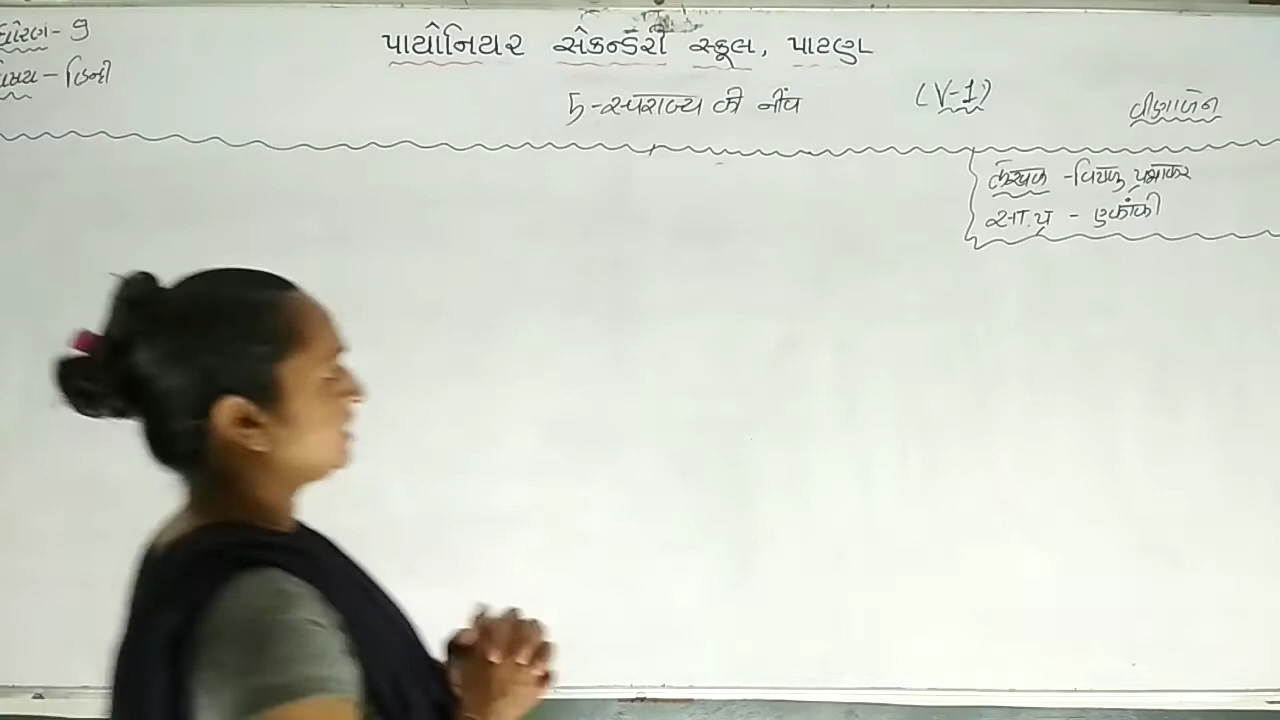 ધોરણ - 9
વિષય - હિન્દી
પાયોનિયર સેકન્ડરી સ્કૂલ, પાટણ
5 - स्वराज्य की नींव
(V-1)
વીણાબેન
लेखक - विष्णु प्रभाकर
सा.प्र - एकांकी